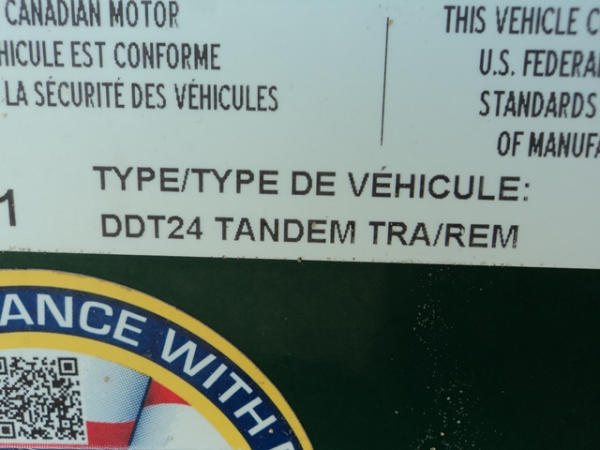 CANADIAN MOTOR
HICULE EST CONFORME
LA SÉCURITÉ DES VÉHICULES
THIS VEHICLE C
U.S. FEDERA
STANDARDS
OF MANUFA
1
TYPE/TYPE DE VÉHICULE:
DDT24 TANDEM TRA/REM
ANCE WITH